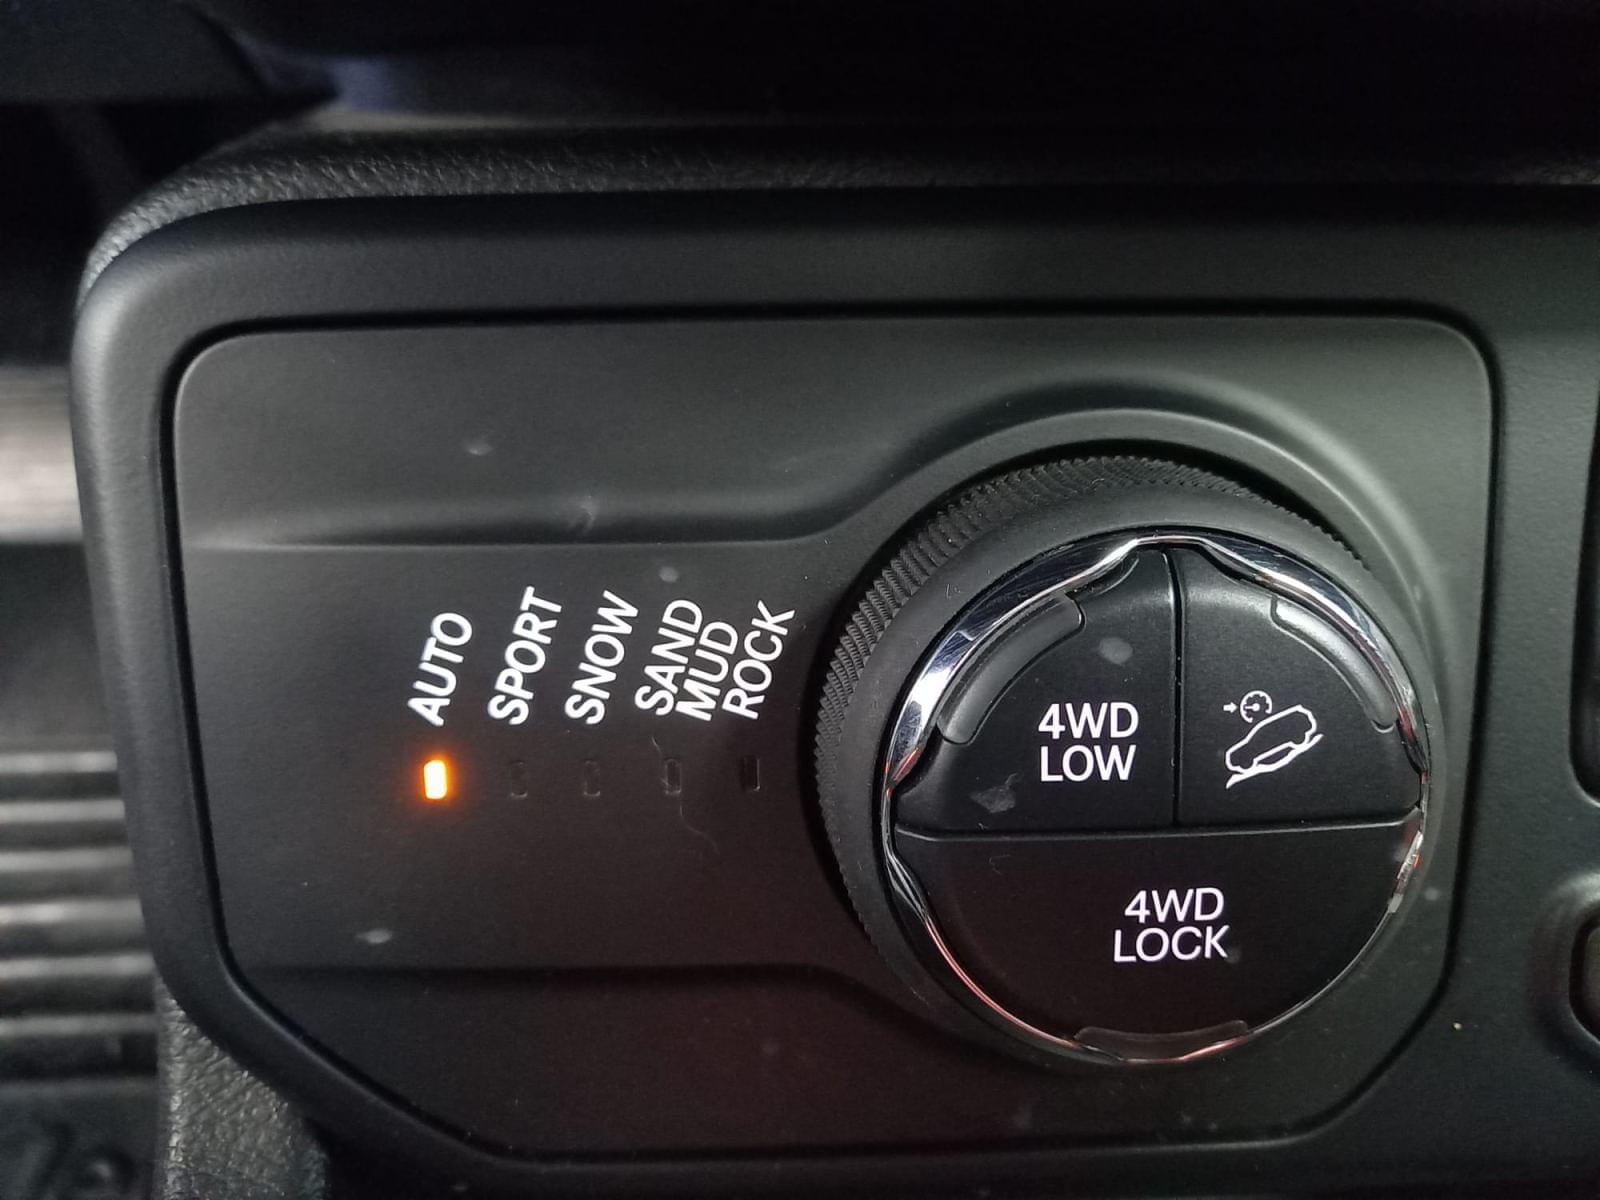 AUTO
SPORT
SNOW
SAND
MUD
ROCK
4WD
LOW
4WD
LOCK